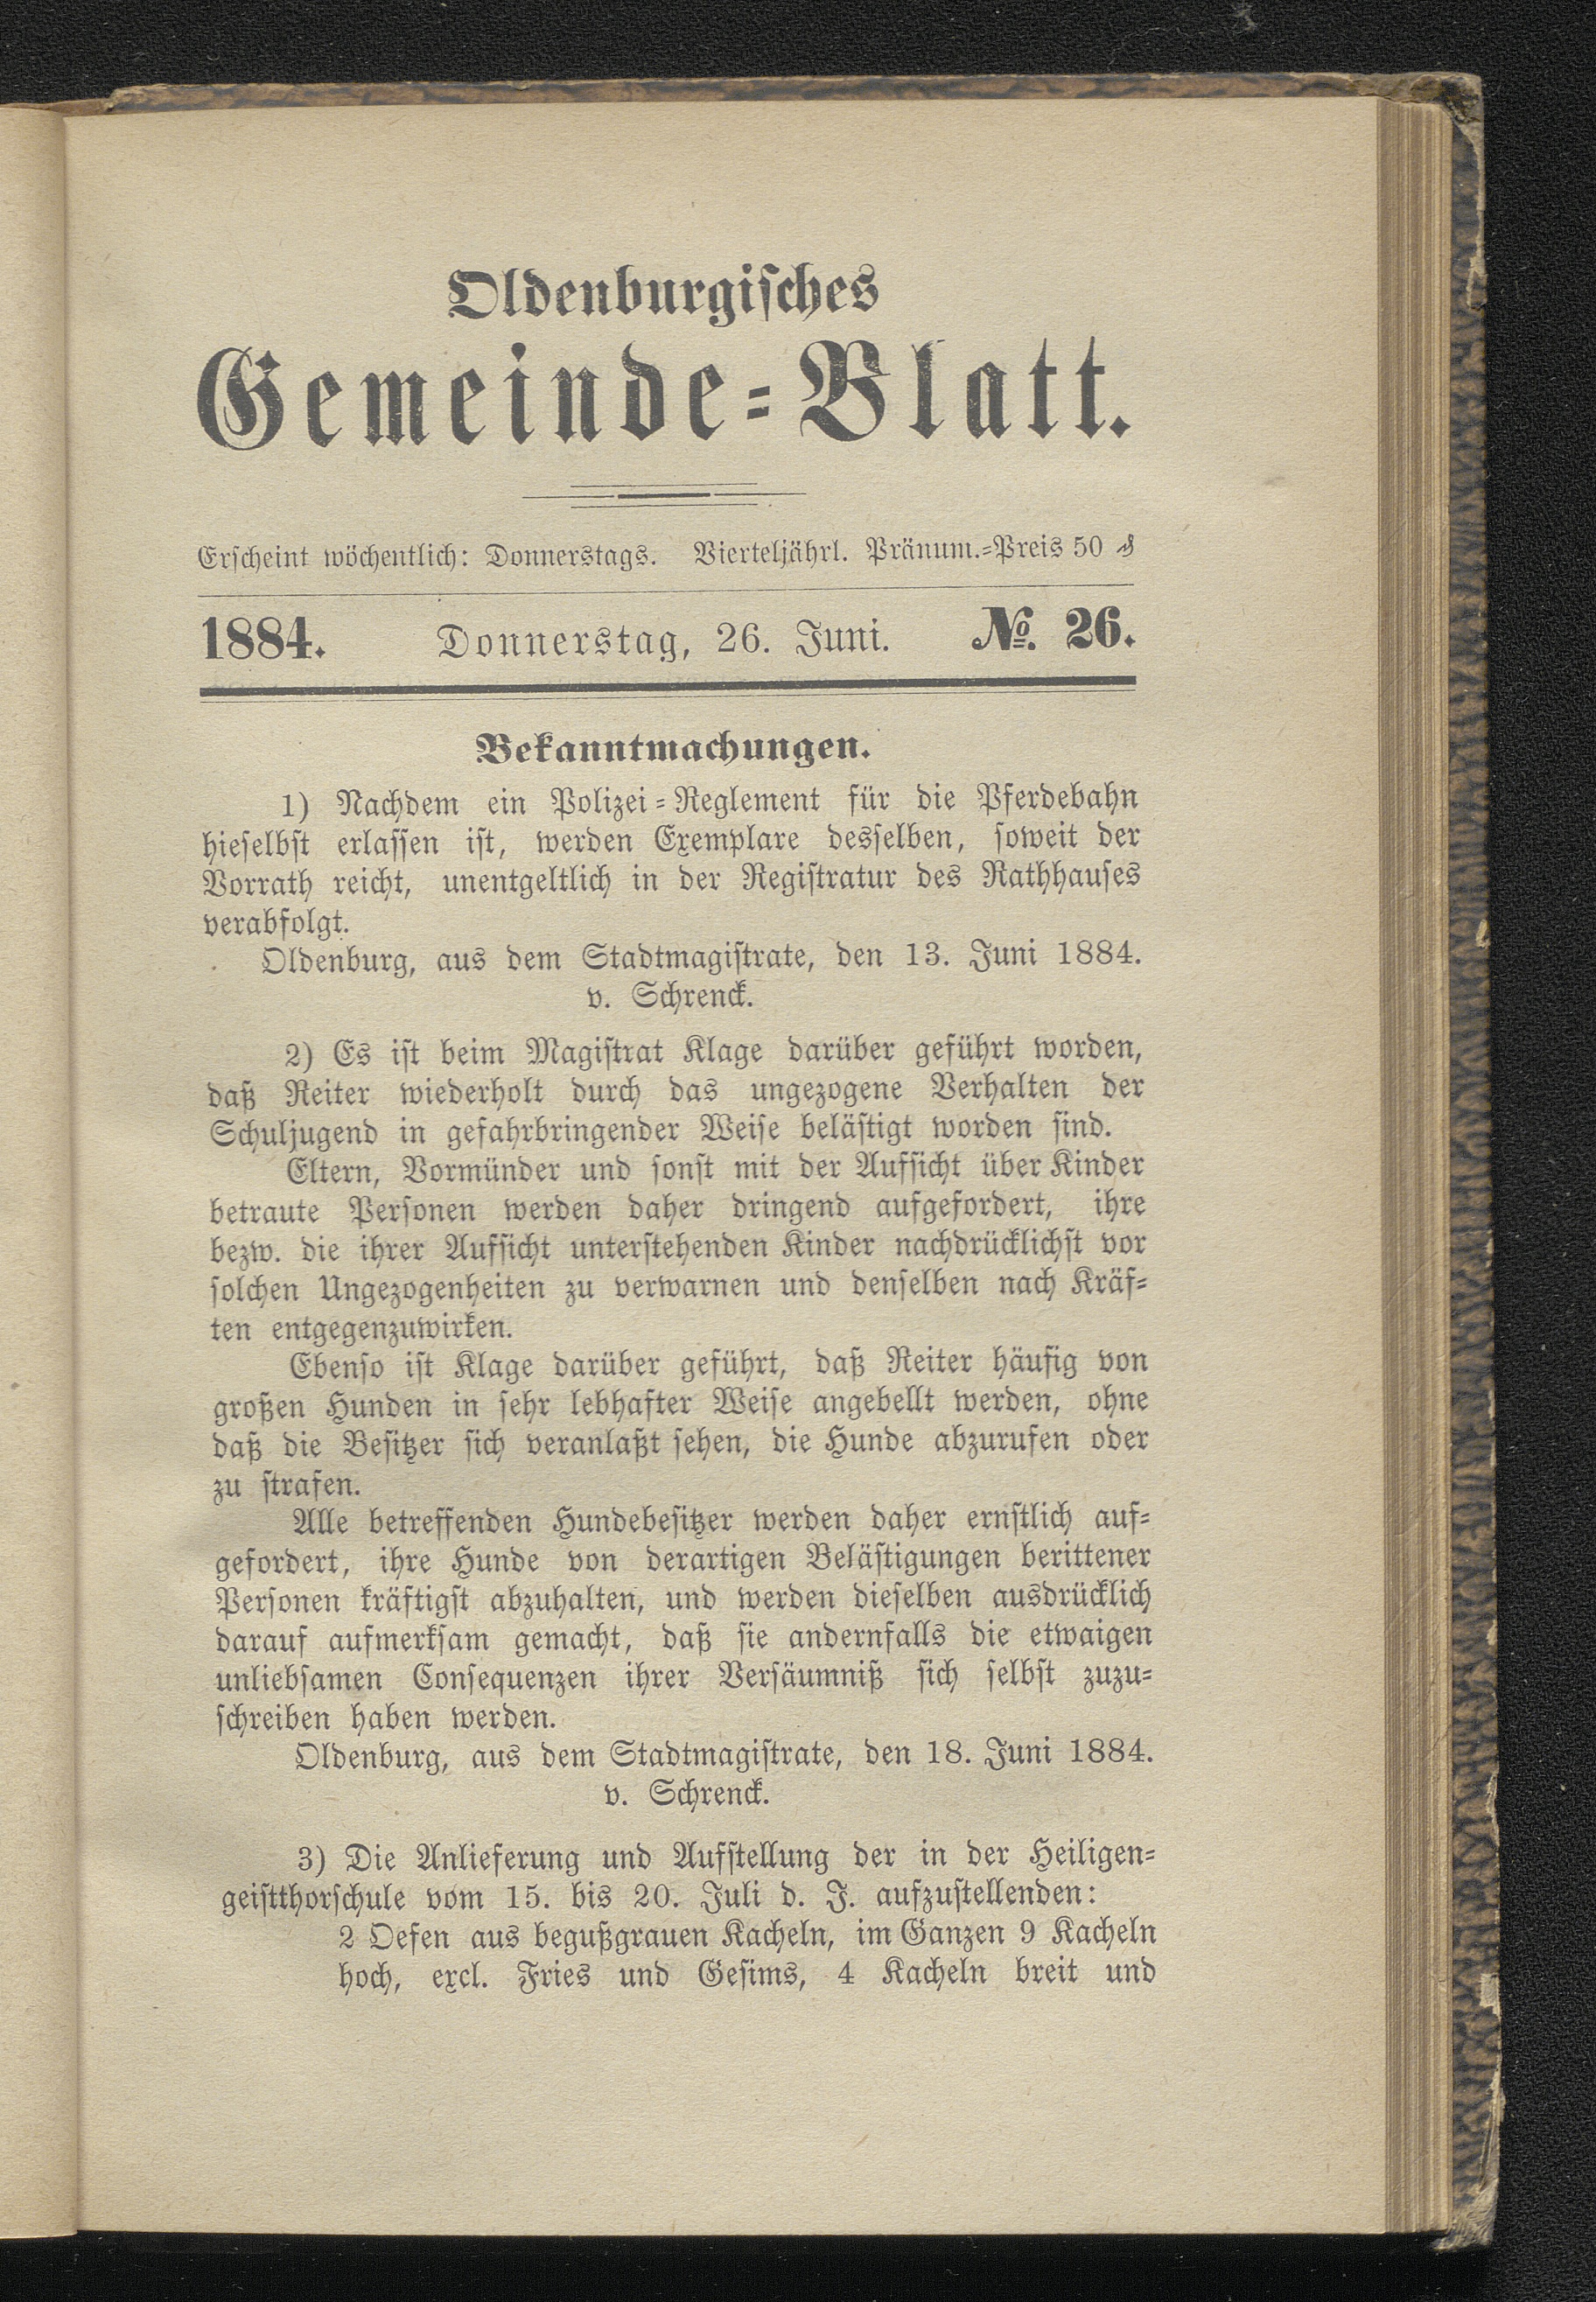 Oldenburgisches
Gemeinde-Blatt.
Erscheint wöchentlich: Donnerstags. Vierteljährl. Pränum.-Preis 50 ₰
1884. Donnerstag, 26. Juni. №. 26.
Bekanntmachungen.
1) Nachdem ein Polizei-Reglement für die Pferdebahn
hieselbst erlassen ist, werden Exemplare desselben, soweit der
Vorrath reicht, unentgeltlich in der Registratur des Rathhauses
verabfolgt.
Oldenburg, aus dem Stadtmagistrate, den 13. Juni 1884.
v. Schrenck.
2) Es ist beim Magistrat Klage darüber geführt worden,
daß Reiter wiederholt durch das ungezogene Verhalten der
Schuljugend in gefahrbringender Weise belästigt worden sind.
Eltern, Vormünder und sonst mit der Aufsicht über Kinder
betraute Personen werden daher dringend aufgefordert, ihre
bezw. die ihrer Aufsicht unterstehenden Kinder nachdrücklichst vor
solchen Ungezogenheiten zu verwarnen und denselben nach Kräf-
ten entgegenzuwirken.
Ebenso ist Klage darüber geführt, daß Reiter häufig von
großen Hunden in sehr lebhafter Weise angebellt werden, ohne
daß die Besitzer sich veranlaßt sehen, die Hunde abzurufen oder
zu strafen.
Alle betreffenden Hundebesitzer werden daher ernstlich auf-
gefordert, ihre Hunde von derartigen Belästigungen berittener
Personen kräftigst abzuhalten, und werden dieselben ausdrücklich
darauf aufmerksam gemacht, daß sie andernfalls die etwaigen
unliebsamen Consequenzen ihrer Versäumniß sich selbst zuzu-
schreiben haben werden.
Oldenburg, aus dem Stadtmagistrate, den 18. Juni 1884.
v. Schrenck.
3) Die Anlieferung und Aufstellung der in der Heiligen-
geistthorschule vom 15. bis 20. Juli d. J. aufzustellenden:
2 Oefen aus begußgrauen Kacheln, im Ganzen 9 Kacheln
hoch, excl. Fries und Gesims, 4 Kacheln breit und